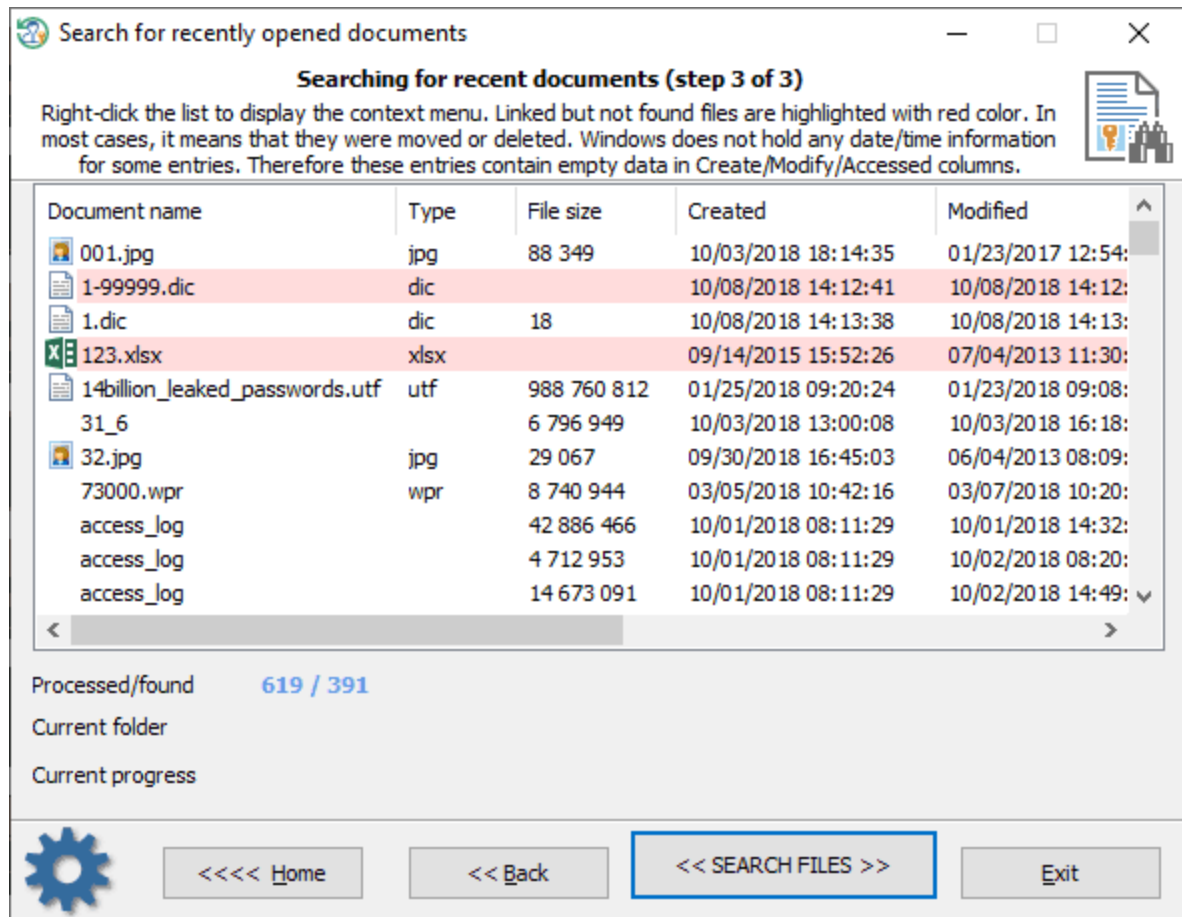 Search for recently opened documents
Searching for recent documents (step 3 of 3)
Right-click the list to display the context menu. Linked but not found files are highlighted with red color. In
most cases, it means that they were moved or deleted. Windows does not hold any date/time information
for some entries. Therefore these entries contain empty data in Create/Modify/Accessed columns.
Document name Type File size Created Modified
001.jpg jpg 88 349 10/03/2018 18:14:35 01/23/2017 12:54:
1-99999.dic dic 10/08/2018 14:12:41 10/08/2018 14:12:
1.dic dic 18 10/08/2018 14:13:38 10/08/2018 14:13:
123.xlsx xlsx 09/14/2015 15:52:26 07/04/2013 11:30:
14billion_leaked_passwords.utf utf 988 760 812 01/25/2018 09:20:24 01/23/2018 09:08:
31_6 6 796 949 10/03/2018 13:00:08 10/03/2018 16:18:
32.jpg jpg 29 067 09/30/2018 16:45:03 06/04/2013 08:09:
73000.wpr wpr 8 740 944 03/05/2018 10:42:16 03/07/2018 10:20:
access_log 42 886 466 10/01/2018 08:11:29 10/01/2018 14:32:
access_log 4 712 953 10/01/2018 08:11:29 10/02/2018 08:20:
access_log 14 673 091 10/01/2018 08:11:29 10/02/2018 14:49:
Processed/found 619 / 391
Current folder
Current progress
<<<< Home << Back << SEARCH FILES >> Exit